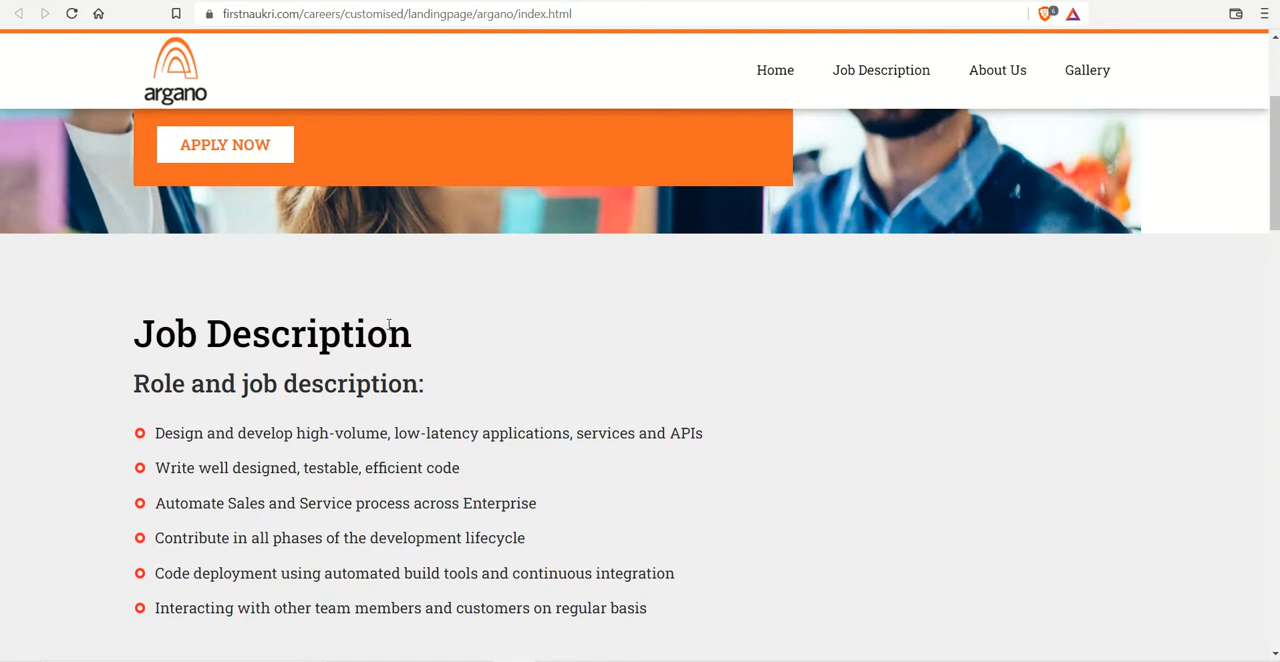 firstnaukri.com/careers/customised/landingpage/argano/index.html
6
argano
Home
Job Description
About Us
Gallery
APPLY NOW
Job Description
Role and job description:
Design and develop high-volume, low-latency applications, services and APIs
Write well designed, testable, efficient code
Automate Sales and Service process across Enterprise
Contribute in all phases of the development lifecycle
Code deployment using automated build tools and continuous integration
Interacting with other team members and customers on regular basis